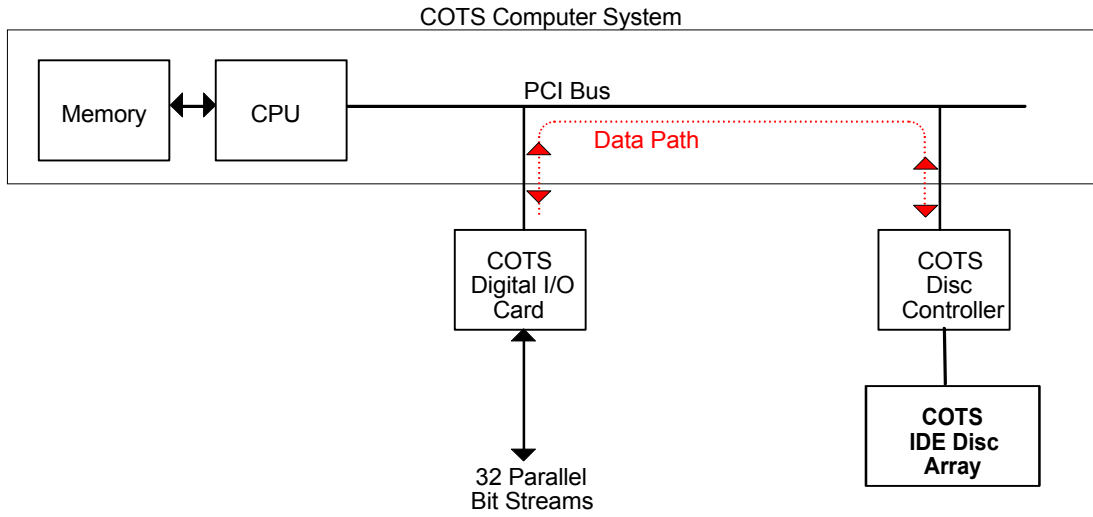 COTS Computer System
Memory
CPU
PCI Bus
Data Path
COTS
Digital I/O
Card
COTS
Disc
Controller
COTS
IDE Disc
Array
32 Parallel
Bit Streams